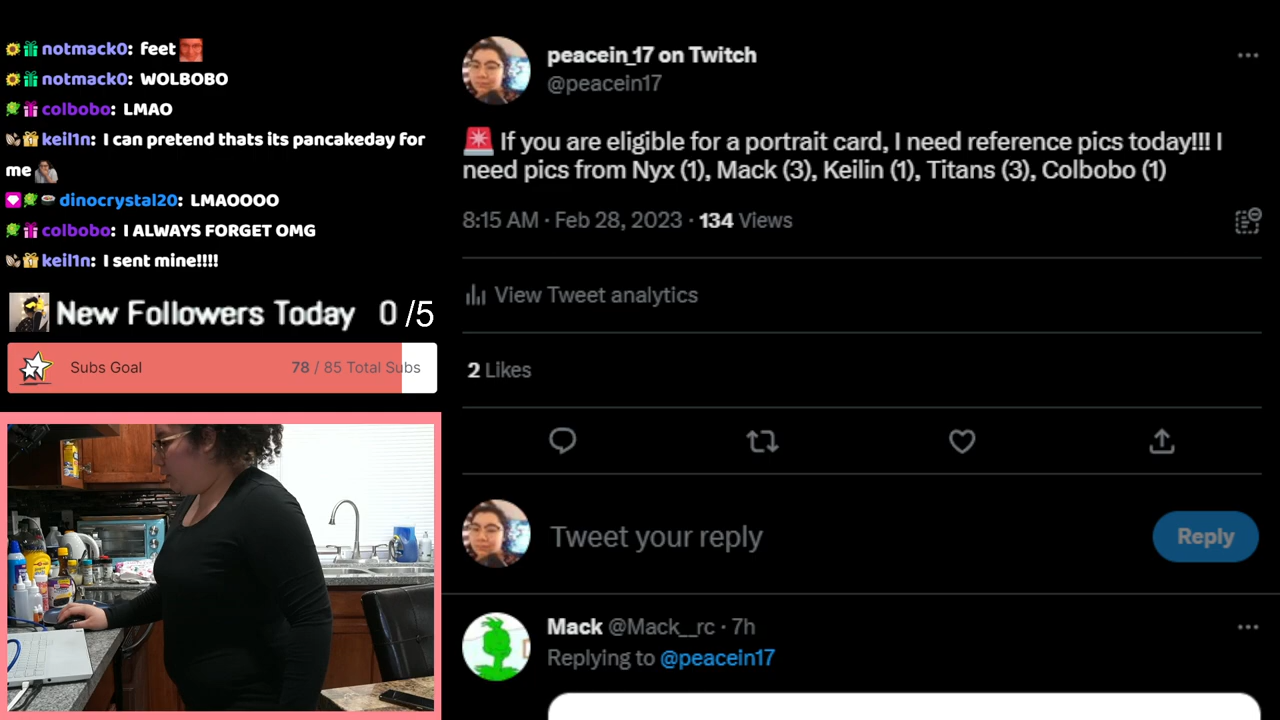 notmack0: feet
notmack0: WOLBOBO
colbobo: LMAO
keil1n: I can pretend thats its pancakeday for
me
dinocrystal20: LMAOOOO
colbobo: I ALWAYS FORGET OMG
keil1n: I sent mine!!!!
New Followers Today 0 /5
Subs Goal 78 / 85 Total Subs
peacein_17 on Twitch
@peacein17
🚨 If you are eligible for a portrait card, I need reference pics today!!! I
need pics from Nyx (1), Mack (3), Keilin (1), Titans (3), Colbobo (1)
8:15 AM · Feb 28, 2023 · 134 Views
View Tweet analytics
2 Likes
Tweet your reply
Reply
Mack @Mack__rc · 7h
Replying to @peacein17